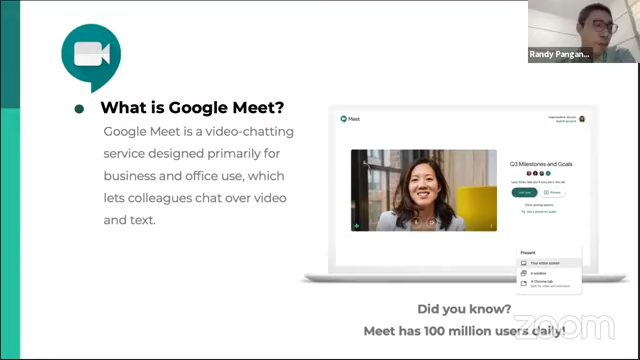 Randy Pangan...
What is Google Meet?
Google Meet is a video-chatting
service designed primarily for
business and office use, which
lets colleagues chat over video
and text.
Meet
Q3 Milestones and Goals
Join now
Present
Present
Your entire screen
A window
A Chrome tab
Did you know?
Meet has 100 million users daily!
zoom